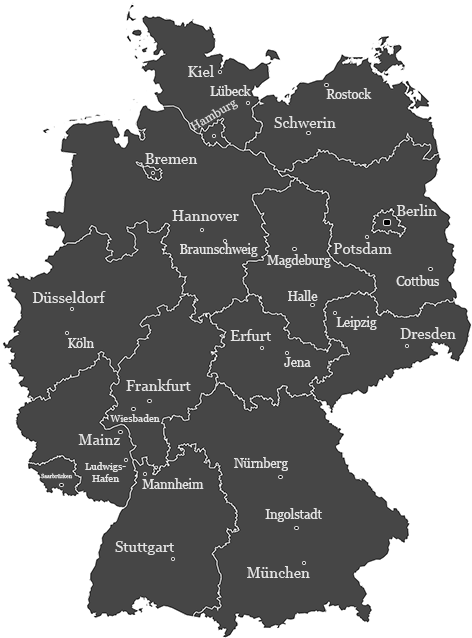 Kiel
Lübeck
Rostock
Hamburg
Schwerin
Bremen
Berlin
Hannover
Braunschweig
Potsdam
Magdeburg
Cottbus
Düsseldorf
Halle
Leipzig
Köln
Erfurt
Dresden
Jena
Frankfurt
Wiesbaden
Mainz
Ludwigs-
Hafen
Nürnberg
Saarbrücken
Mannheim
Ingolstadt
Stuttgart
München